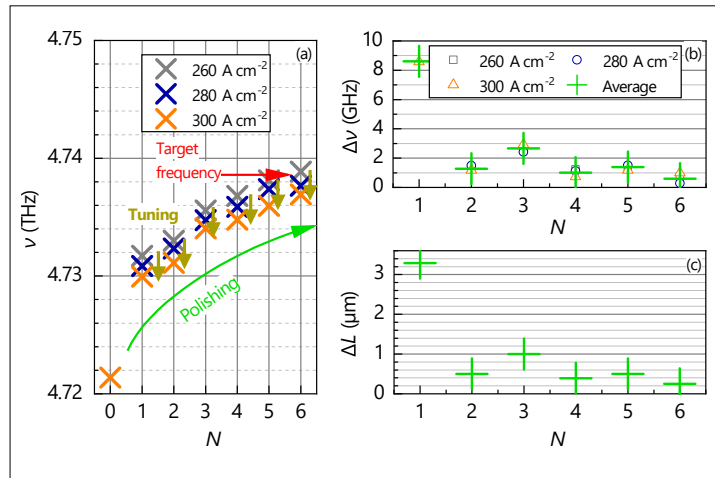 4.75
4.74
4.73
4.72
ν (THz)
(a)
260 A cm-2
280 A cm-2
300 A cm-2
Target
frequency
Tuning
Polishing
0 1 2 3 4 5 6
N
10
8
6
4
2
0
Δν (GHz)
(b)
260 A cm-2 280 A cm-2
300 A cm-2 Average
1 2 3 4 5 6
N
3
2
1
0
ΔL (μm)
(c)
1 2 3 4 5 6
N